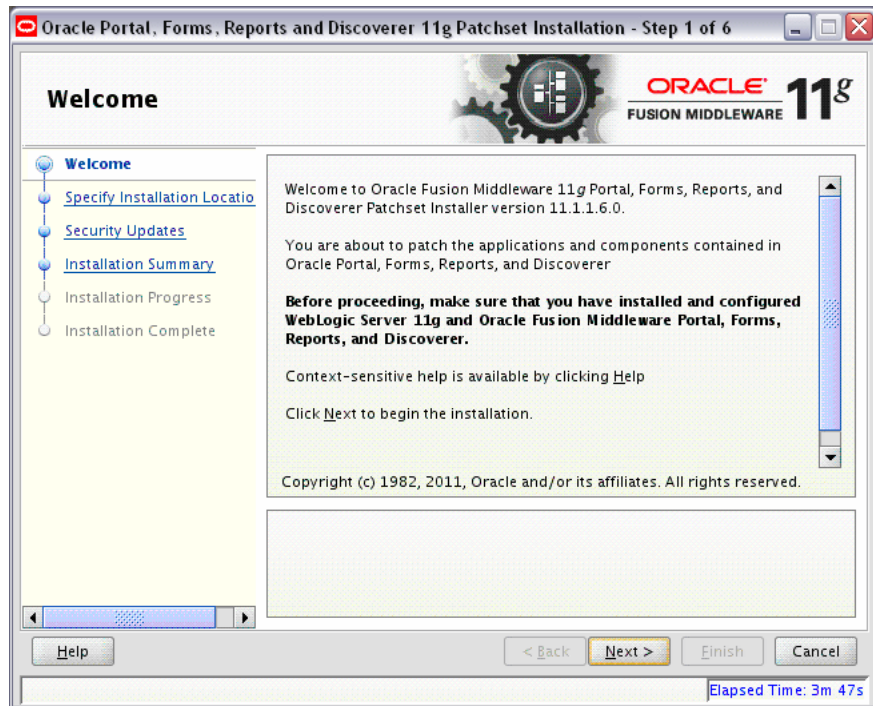 Oracle Portal, Forms, Reports and Discoverer 11g Patchset Installation - Step 1 of 6
Welcome
ORACLE
FUSION MIDDLEWARE
11g
Welcome
Specify Installation Locatio
Security Updates
Installation Summary
Installation Progress
Installation Complete
Welcome to Oracle Fusion Middleware 11g Portal, Forms, Reports, and
Discoverer Patchset Installer version 11.1.1.6.0.
You are about to patch the applications and components contained in
Oracle Portal, Forms, Reports, and Discoverer
Before proceeding, make sure that you have installed and configured
WebLogic Server 11g and Oracle Fusion Middleware Portal, Forms,
Reports, and Discoverer.
Context-sensitive help is available by clicking Help
Click Next to begin the installation.
Copyright (c) 1982, 2011, Oracle and/or its affiliates. All rights reserved.
Help
< Back
Next >
Finish
Cancel
Elapsed Time: 3m 47s